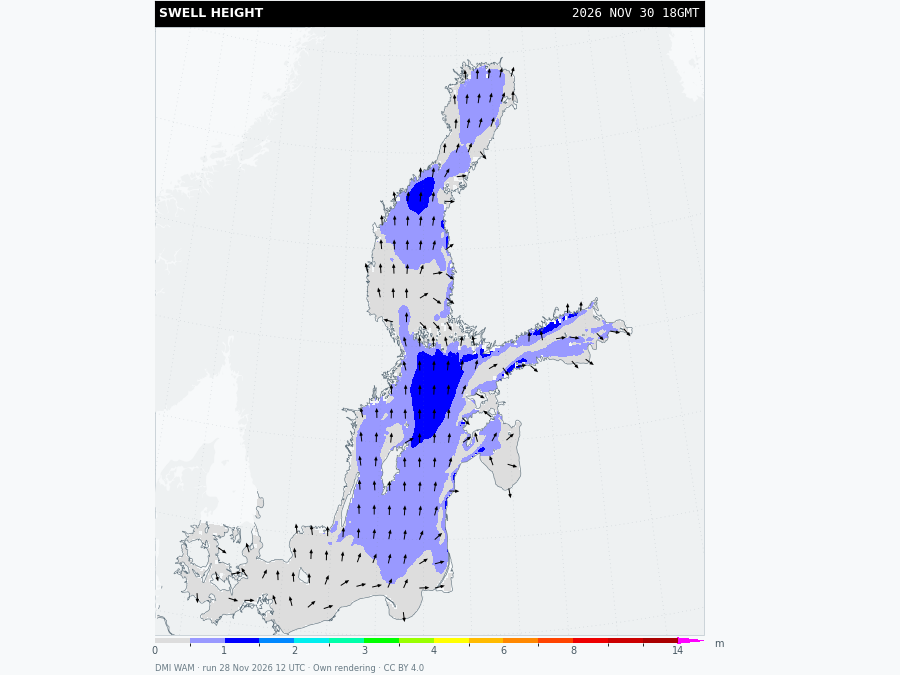 SWELL HEIGHT 2026 NOV 30 18GMT
0 1 2 3 4 6 8 14 m
DMI WAM · run 28 Nov 2026 12 UTC · Own rendering · CC BY 4.0